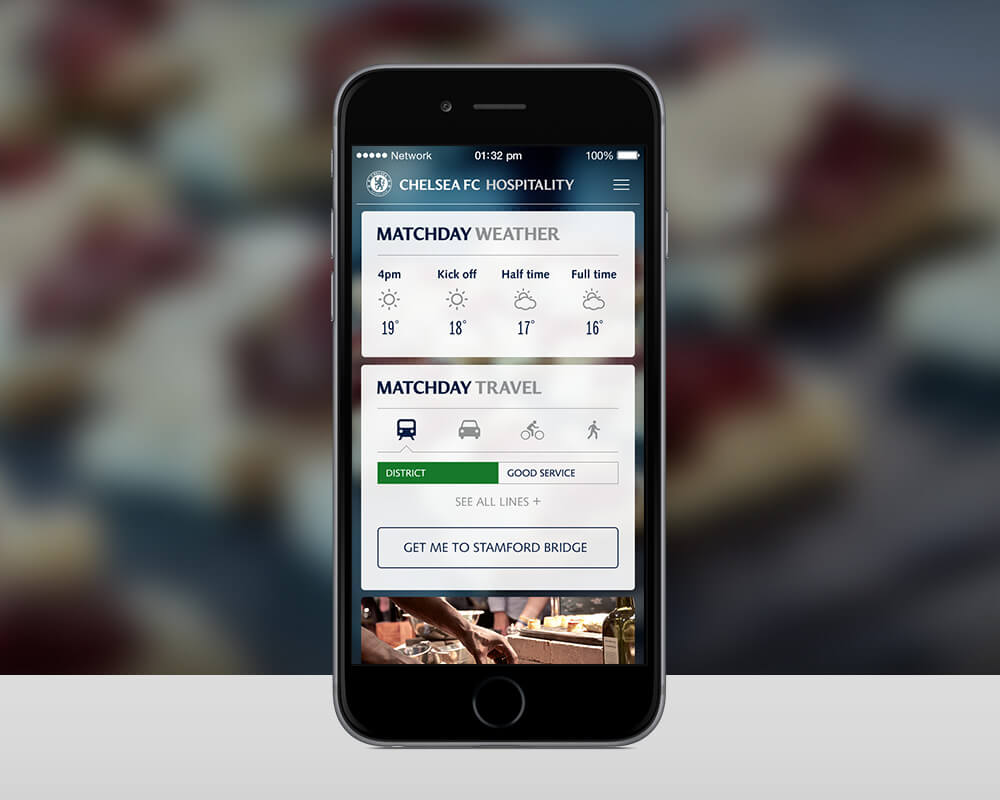 ●●●●● Network 01:32 pm 100%
CHELSEA FC HOSPITALITY
MATCHDAY WEATHER
4pm Kick off Half time Full time
19° 18° 17° 16°
MATCHDAY TRAVEL
DISTRICT GOOD SERVICE
SEE ALL LINES +
GET ME TO STAMFORD BRIDGE